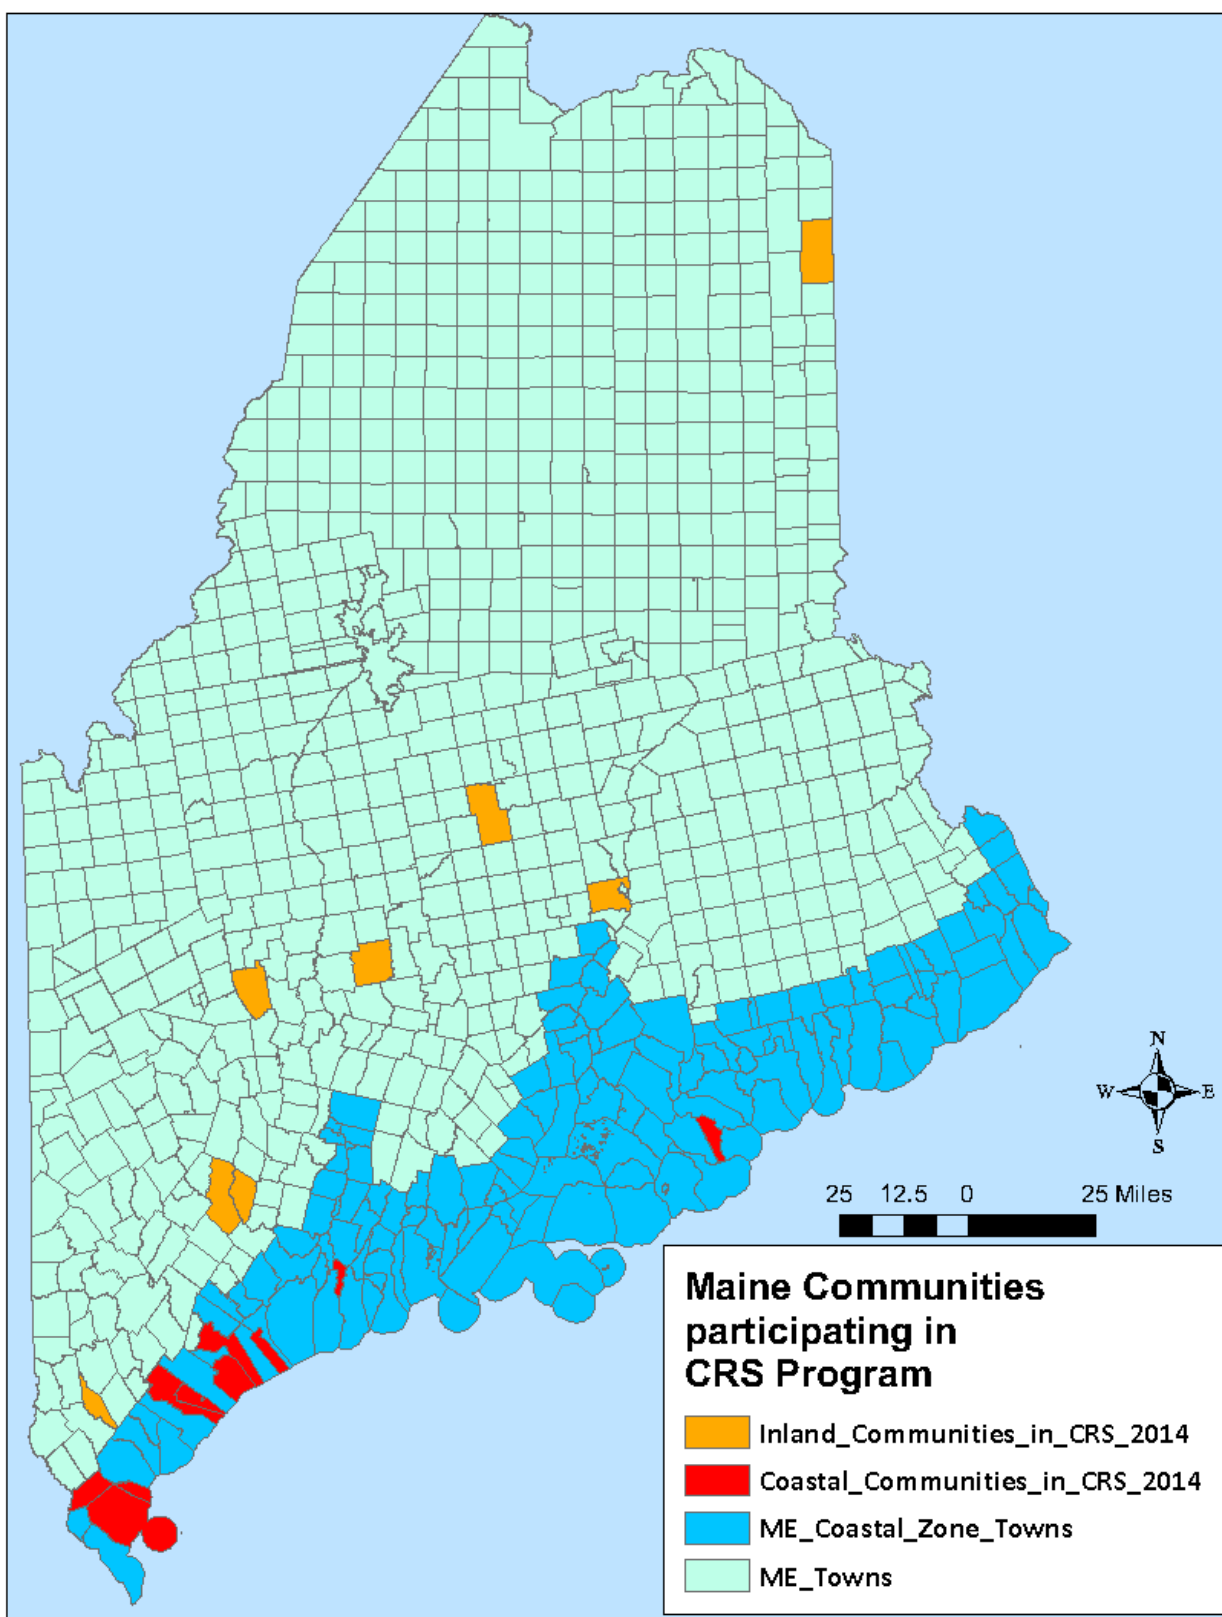 N
W E
S
25 12.5 0 25 Miles
Maine Communities
participating in
CRS Program
Inland_Communities_in_CRS_2014
Coastal_Communities_in_CRS_2014
ME_Coastal_Zone_Towns
ME_Towns